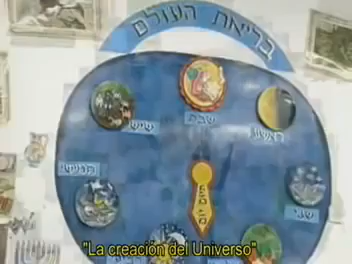 בריאת העולם
שבת
ראשון
שני
שישי
חמישי
"La creación del Universo"